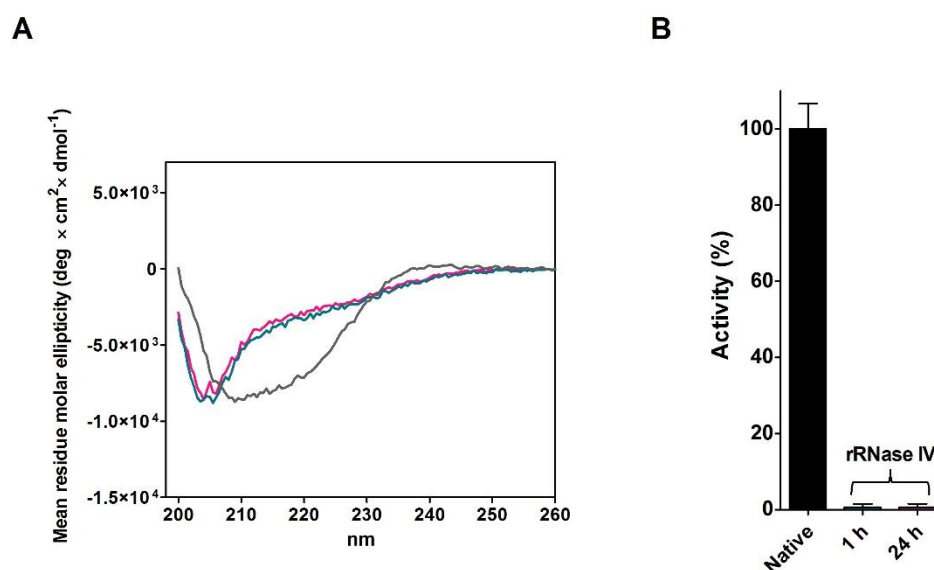 A
B
Mean residue molar ellipticity (deg × cm²× dmol⁻¹)
5.0×10³
0
-5.0×10³
-1.0×10⁴
-1.5×10⁴
200 210 220 230 240 250 260
nm
Activity (%)
100
80
60
40
20
0
rRNase IV
Native
1 h
24 h